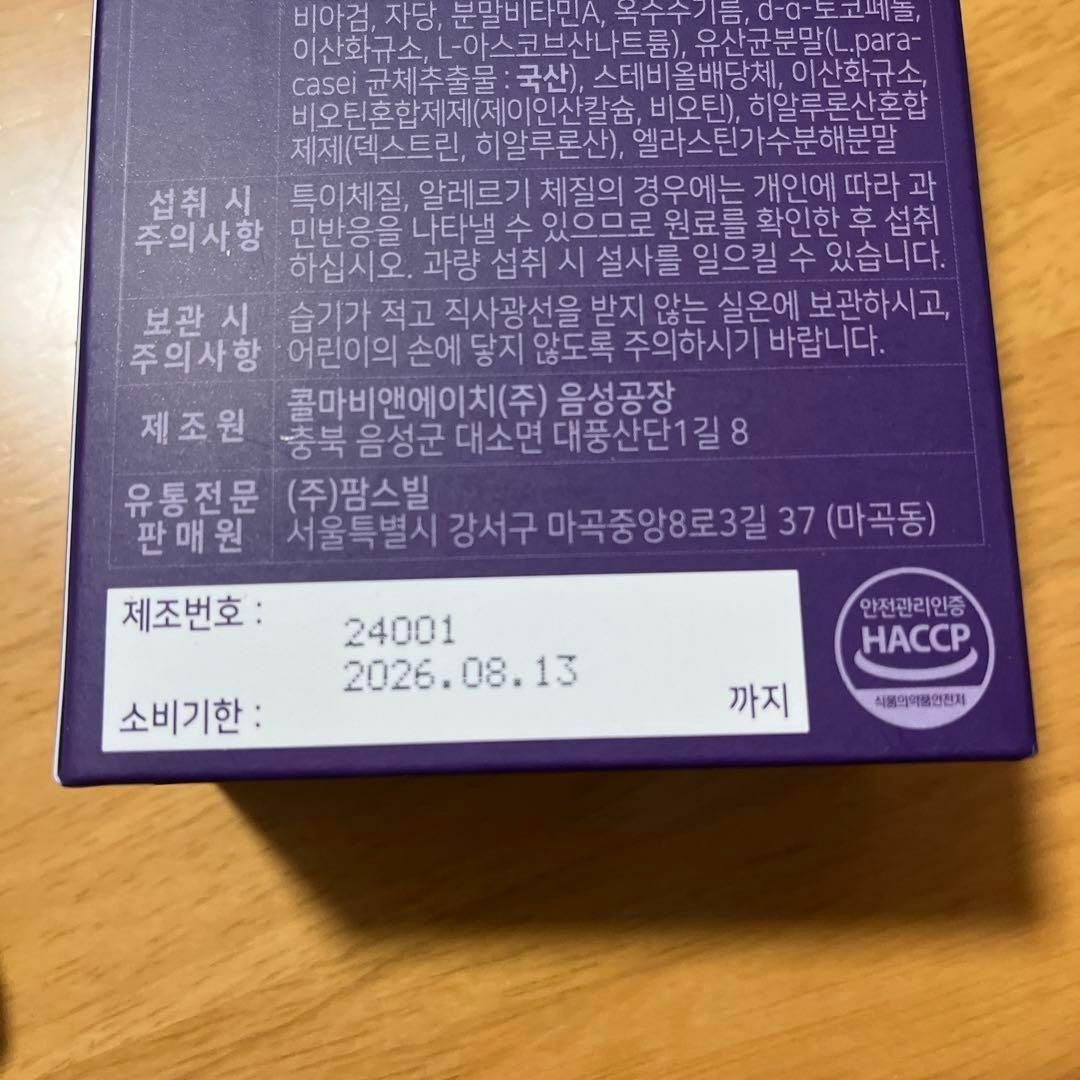 비아검, 자당, 분말비타민A, 옥수수기름, d-α-토코페롤,
이산화규소, L-아스코브산나트륨), 유산균분말(L.para-
casei 균체추출물 : 국산), 스테비올배당체, 이산화규소,
비오틴혼합제제(제이인산칼슘, 비오틴), 히알루론산혼합
제제(덱스트린, 히알루론산), 엘라스틴가수분해분말
섭취 시
주의사항
특이체질, 알레르기 체질의 경우에는 개인에 따라 과
민반응을 나타낼 수 있으므로 원료를 확인한 후 섭취
하십시오. 과량 섭취 시 설사를 일으킬 수 있습니다.
보관 시
주의사항
습기가 적고 직사광선을 받지 않는 실온에 보관하시고,
어린이의 손에 닿지 않도록 주의하시기 바랍니다.
제조원
콜마비앤에이치(주) 음성공장
충북 음성군 대소면 대풍산단1길 8
유통전문
판매원
(주)팜스빌
서울특별시 강서구 마곡중앙8로3길 37 (마곡동)
제조번호 :
24001
2026.08.13
소비기한 :
까지
안전관리인증
HACCP
식품의약품안전처